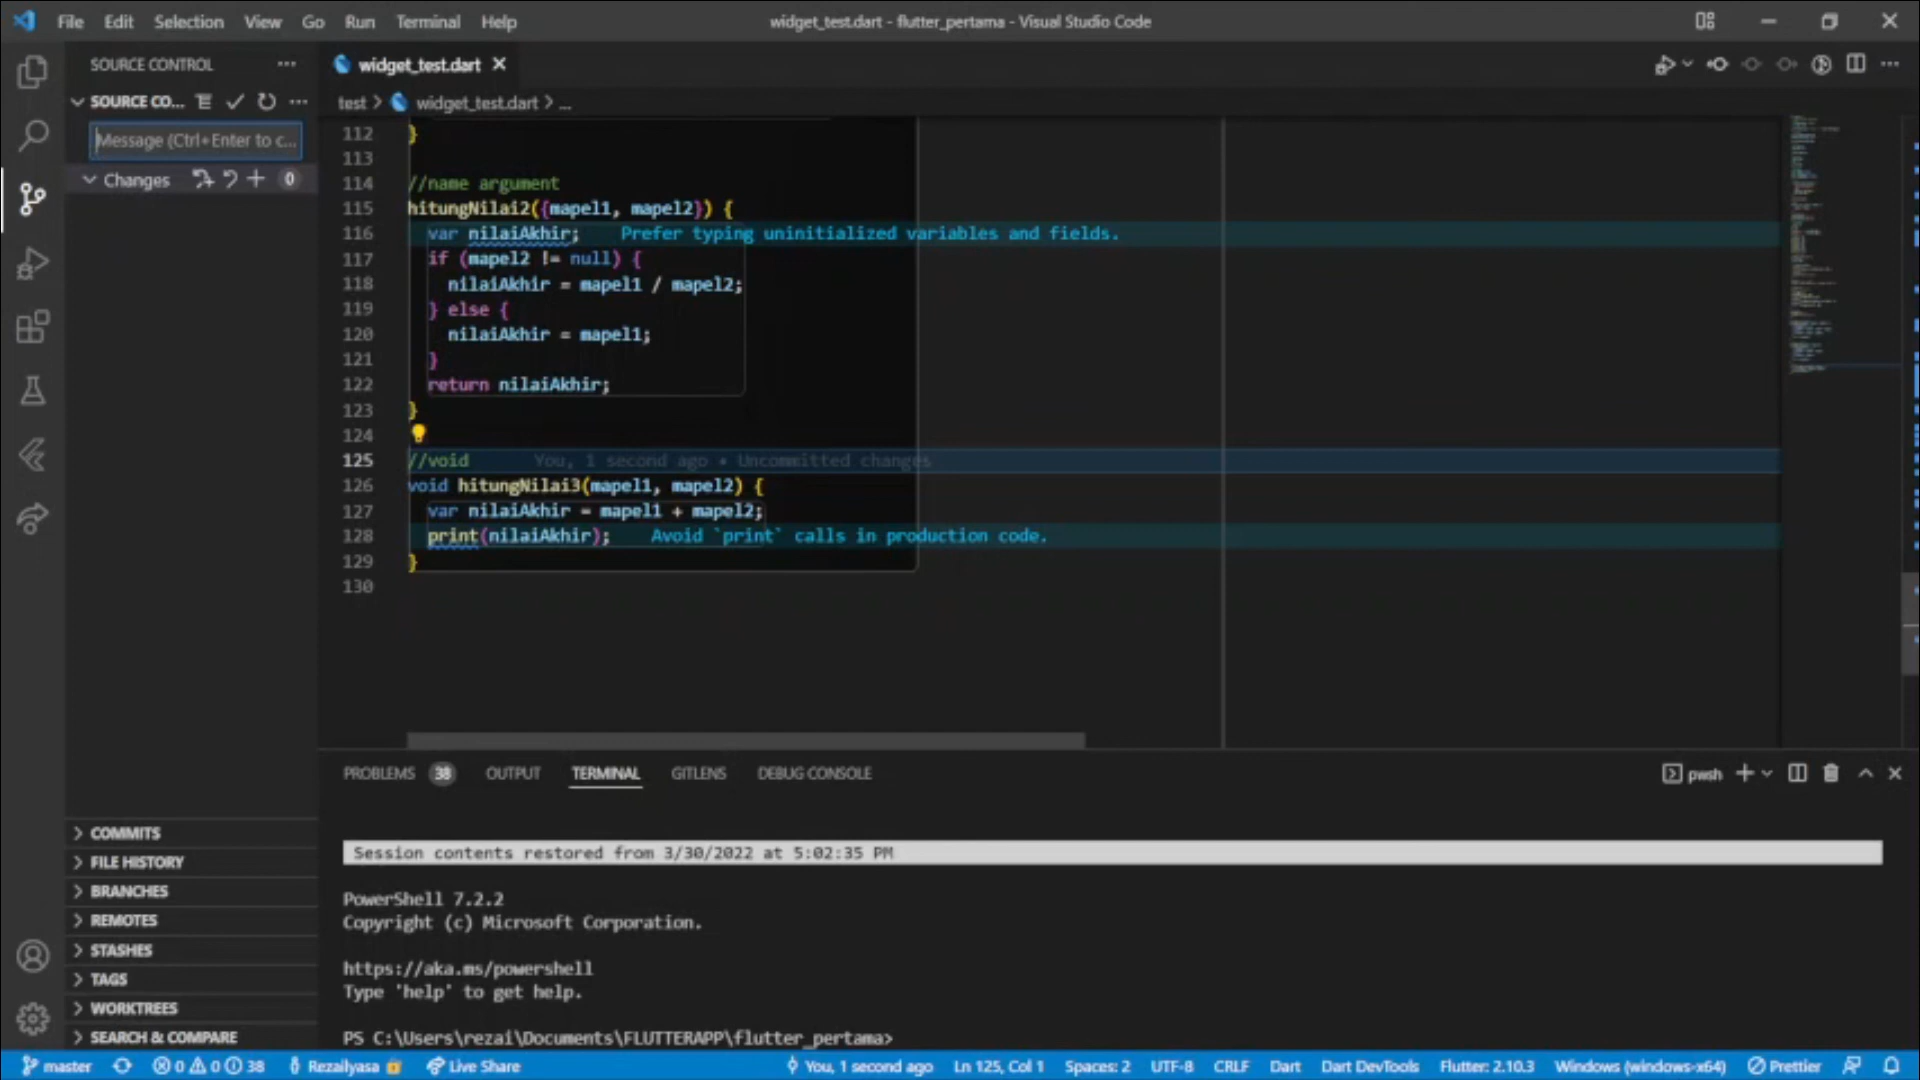 File Edit Selection View Go Run Terminal Help
widget_test.dart - flutter_pertama - Visual Studio Code
SOURCE CONTROL
widget_test.dart
SOURCE CO...
test > widget_test.dart > ...
Message (Ctrl+Enter to c...
Changes 0
112 }
113
114 //name argument
115 hitungNilai2({mapel1, mapel2}) {
116 var nilaiAkhir; Prefer typing uninitialized variables and fields.
117 if (mapel2 != null) {
118 nilaiAkhir = mapel1 / mapel2;
119 } else {
120 nilaiAkhir = mapel1;
121 }
122 return nilaiAkhir;
123 }
124
125 //void You, 1 second ago • Uncommitted changes
126 void hitungNilai3(mapel1, mapel2) {
127 var nilaiAkhir = mapel1 + mapel2;
128 print(nilaiAkhir); Avoid `print` calls in production code.
129 }
130
PROBLEMS 38 OUTPUT TERMINAL GITLENS DEBUG CONSOLE
pwsh
COMMITS
FILE HISTORY
BRANCHES
REMOTES
STASHES
TAGS
WORKTREES
SEARCH & COMPARE
Session contents restored from 3/30/2022 at 5:02:35 PM
PowerShell 7.2.2
Copyright (c) Microsoft Corporation.
https://aka.ms/powershell
Type 'help' to get help.
PS C:\Users\rezai\Documents\FLUTTERAPP\flutter_pertama>
master 0 0 38 Rezailyasa Live Share You, 1 second ago Ln 125, Col 1 Spaces: 2 UTF-8 CRLF Dart Dart DevTools Flutter: 2.10.3 Windows (windows-x64) Prettier